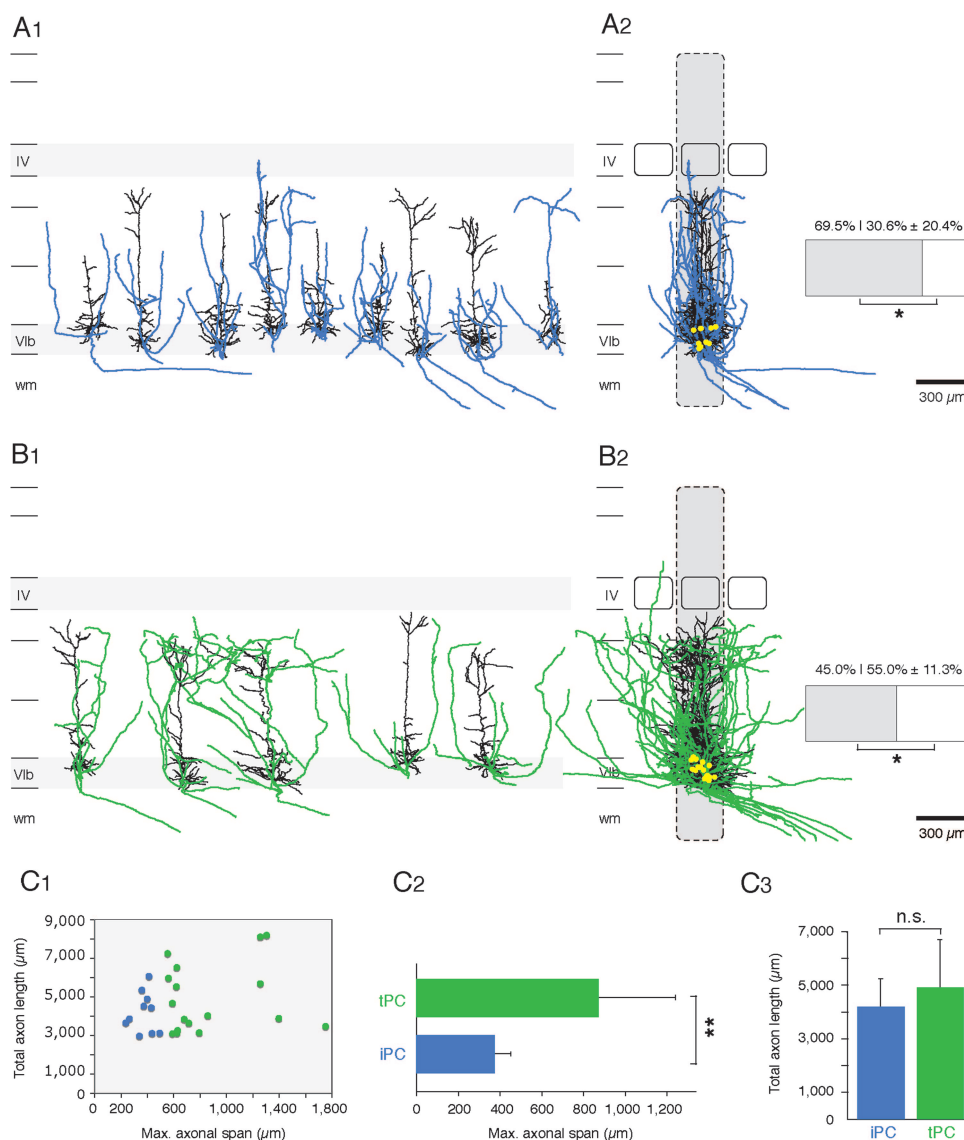 A1
A2
IV
VIb
wm
IV
VIb
wm
69.5% | 30.6% ± 20.4%
*
300 µm
B1
B2
IV
VIb
wm
IV
VIb
wm
45.0% | 55.0% ± 11.3%
*
300 µm
C1
C2
C3
Total axon length (µm)
9,000
7,000
5,000
3,000
1,000
0
0 200 600 1,000 1,400 1,800
Max. axonal span (µm)
tPC
iPC
**
0 200 400 600 800 1,000 1,200
Max. axonal span (µm)
n.s.
Total axon length (µm)
7,000
5,000
3,000
1,000
0
iPC tPC